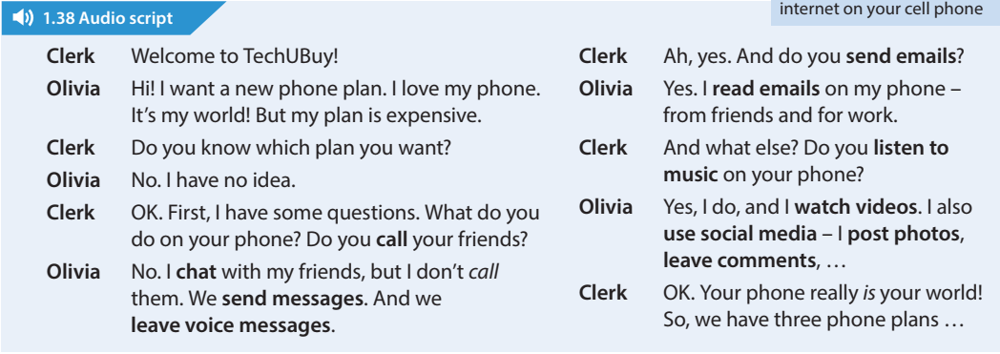 internet on your cell phone
1.38 Audio script
Clerk Welcome to TechUBuy!
Olivia Hi! I want a new phone plan. I love my phone.
It’s my world! But my plan is expensive.
Clerk Do you know which plan you want?
Olivia No. I have no idea.
Clerk OK. First, I have some questions. What do you
do on your phone? Do you call your friends?
Olivia No. I chat with my friends, but I don’t call
them. We send messages. And we
leave voice messages.
Clerk Ah, yes. And do you send emails?
Olivia Yes. I read emails on my phone –
from friends and for work.
Clerk And what else? Do you listen to
music on your phone?
Olivia Yes, I do, and I watch videos. I also
use social media – I post photos,
leave comments, …
Clerk OK. Your phone really is your world!
So, we have three phone plans …